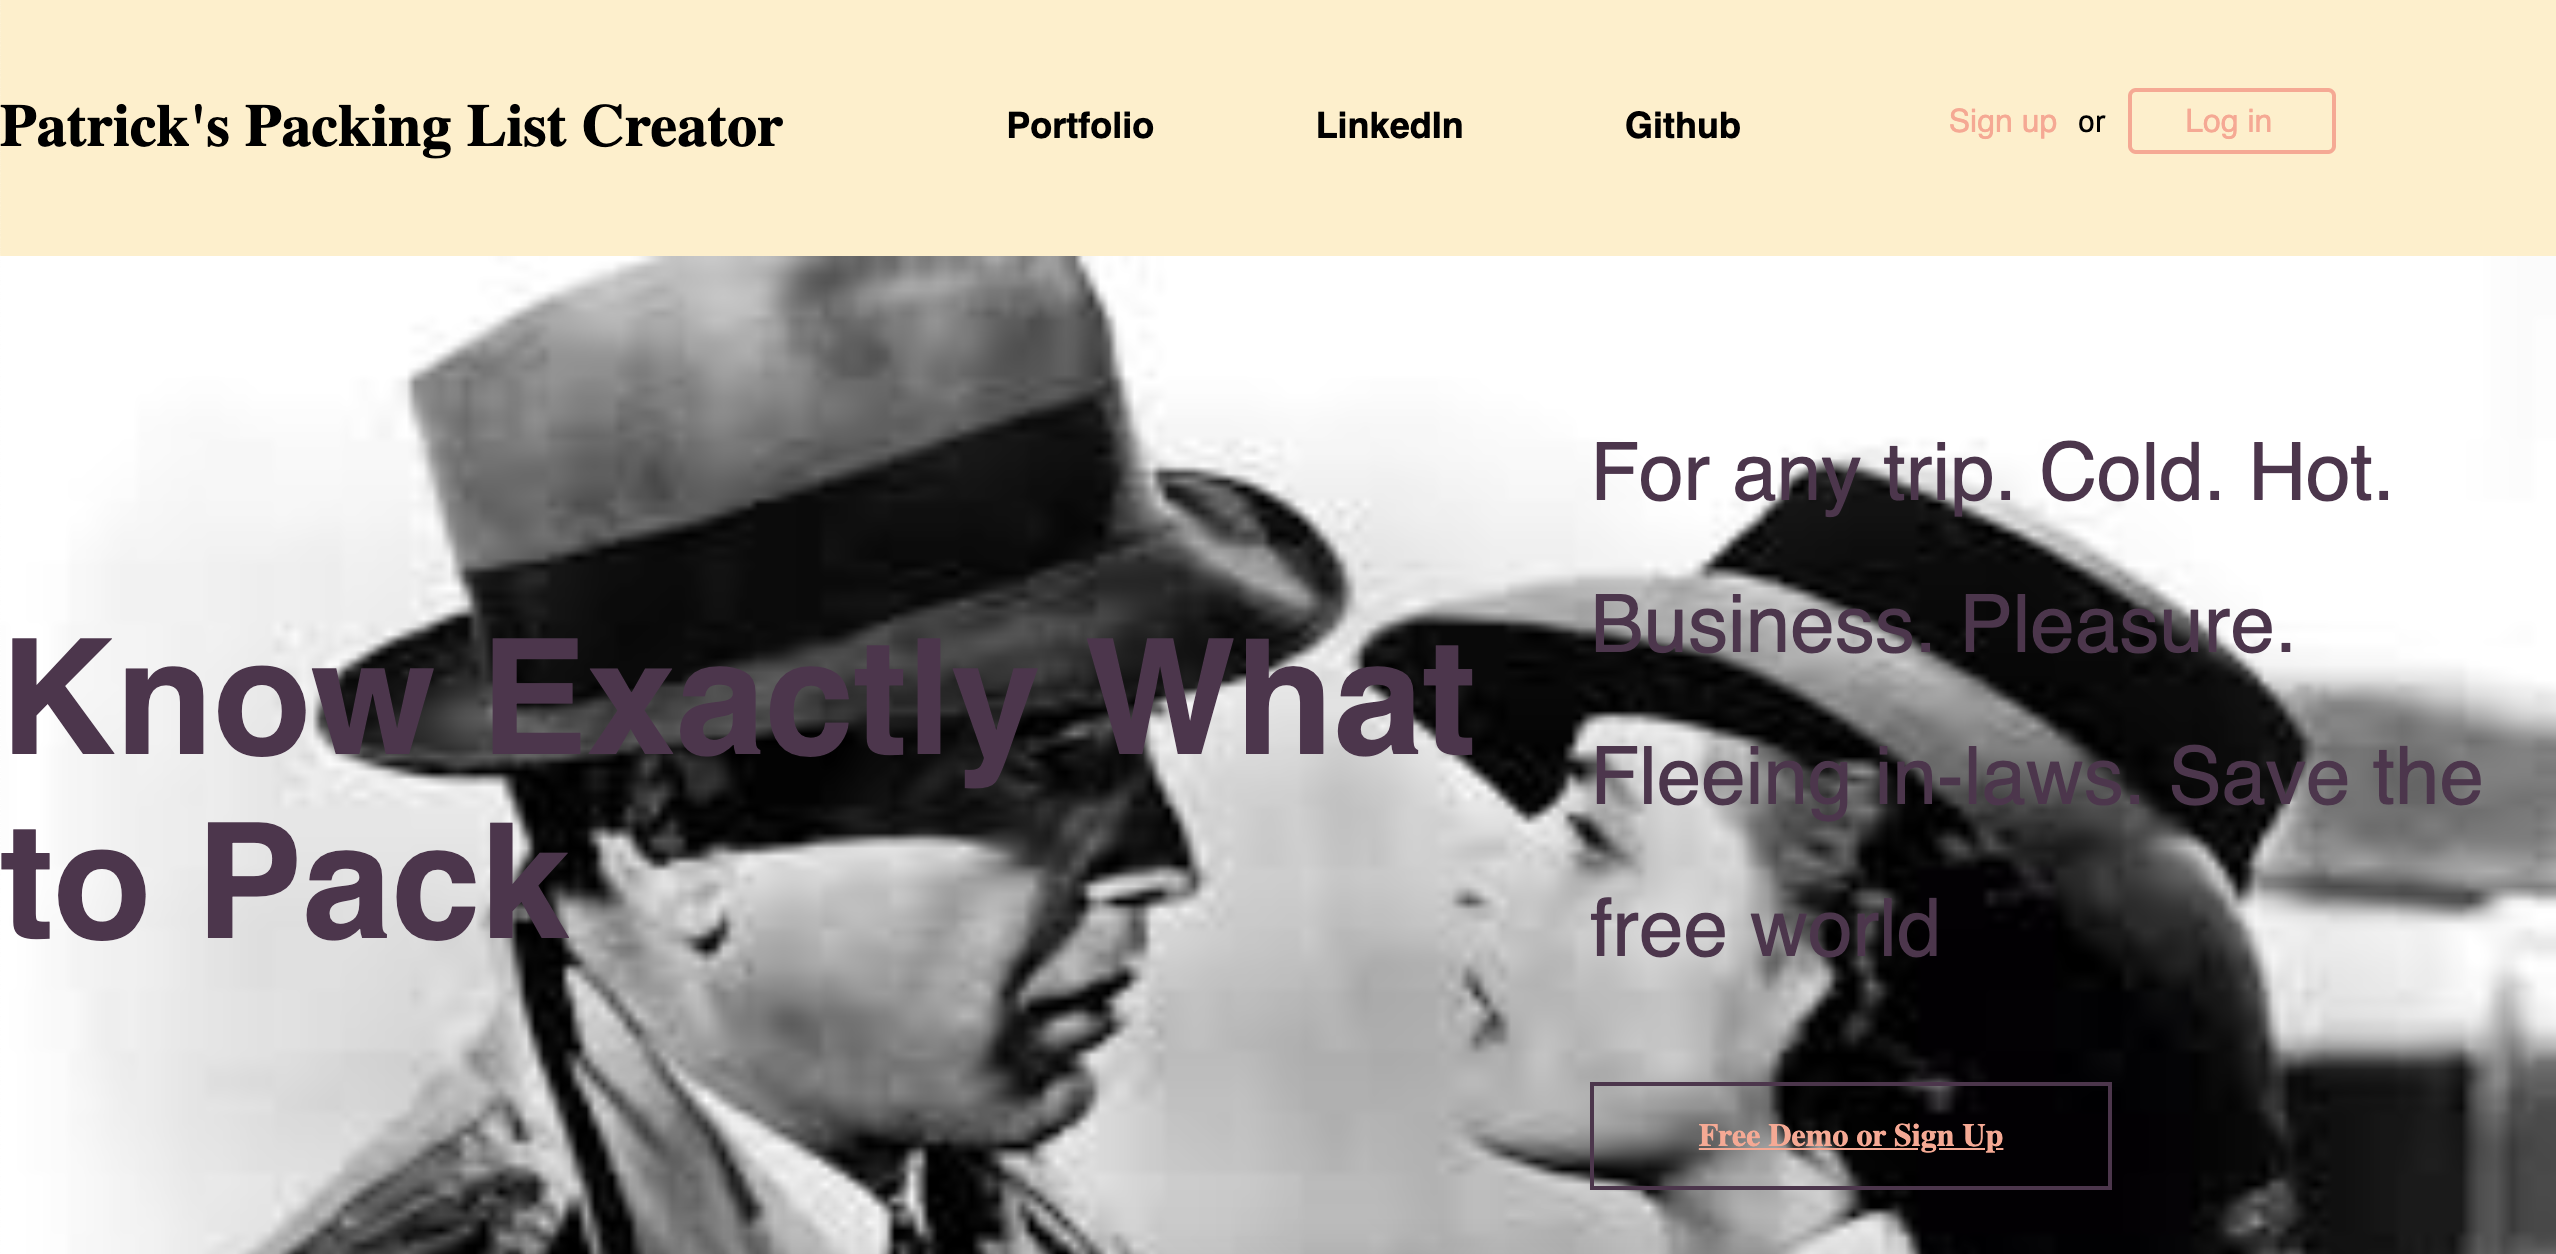 Patrick's Packing List Creator
Portfolio
LinkedIn
Github
Sign up or Log in
Know Exactly What
to Pack
For any trip. Cold. Hot.
Business. Pleasure.
Fleeing in-laws. Save the
free world
Free Demo or Sign Up